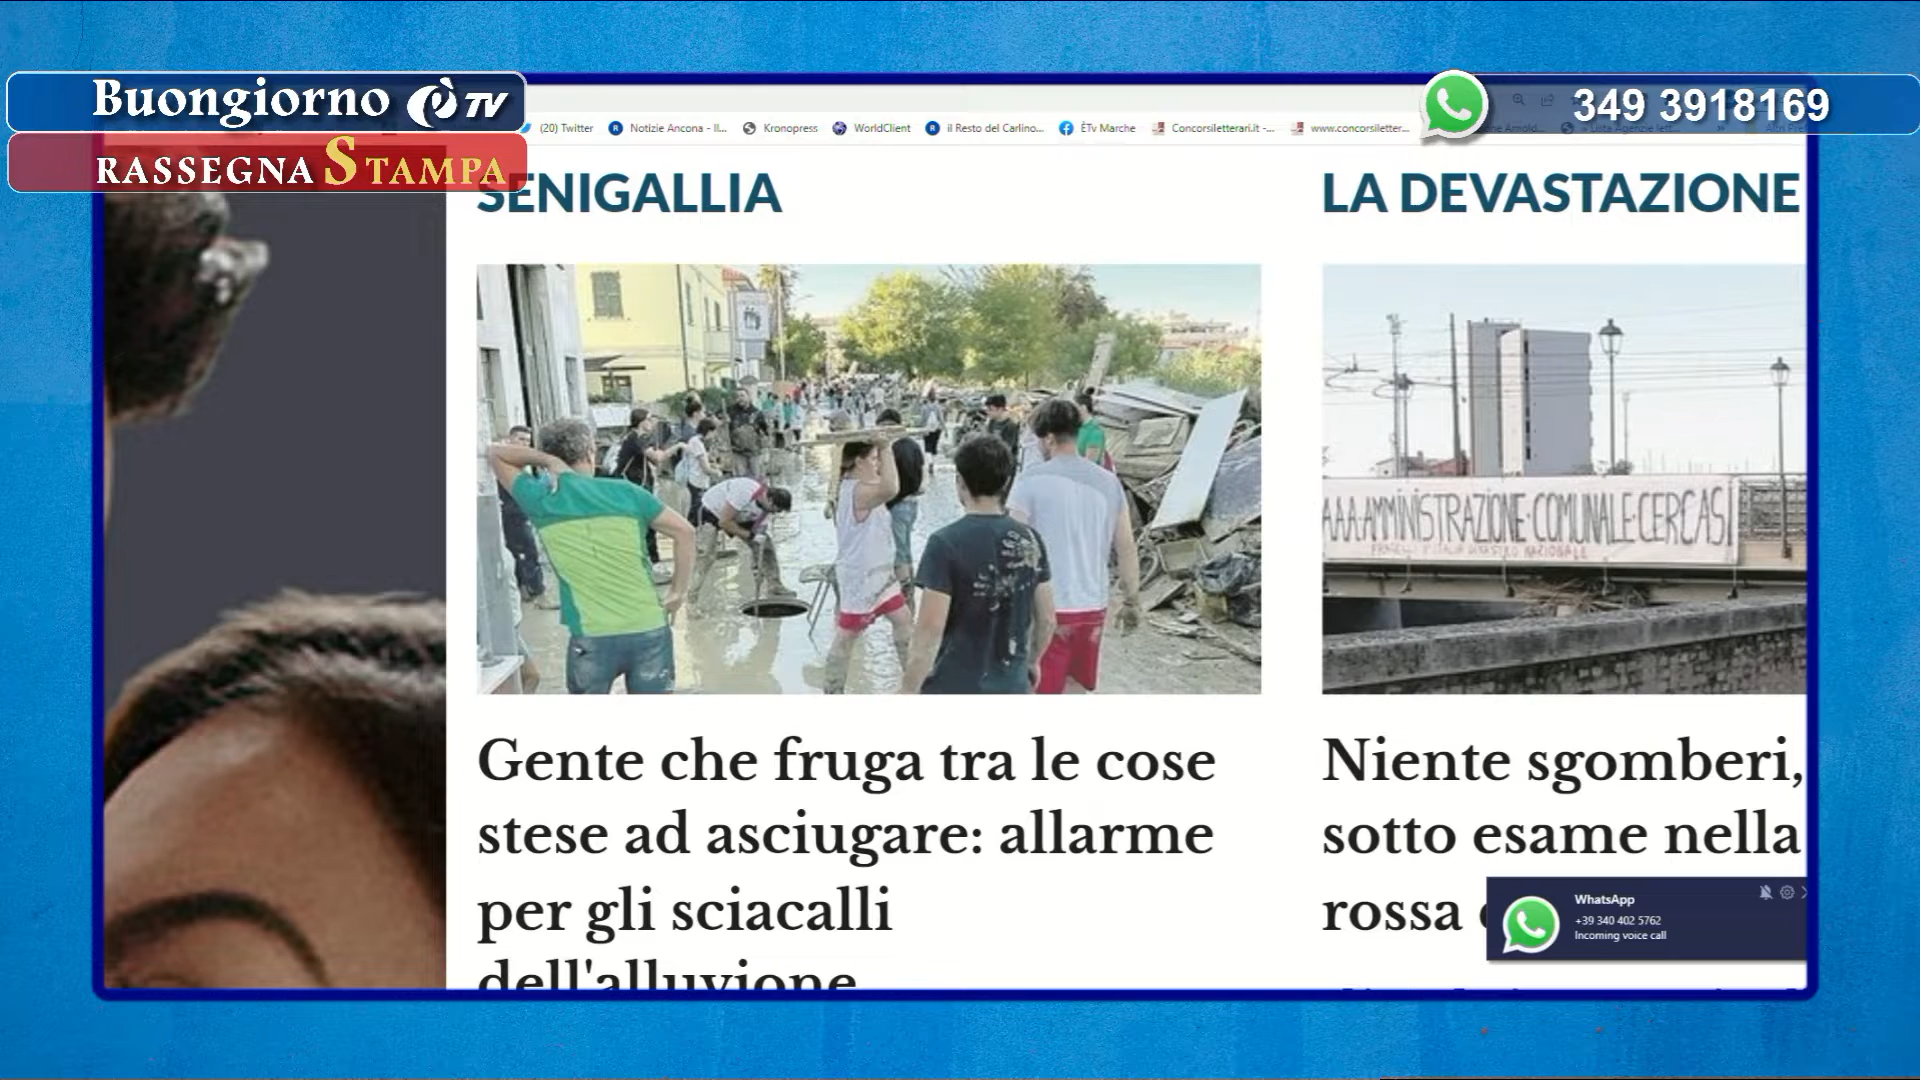 Buongiorno èTV
RASSEGNA STAMPA
349 3918169
(20) Twitter
Notizie Ancona - Il...
Kronopress
WorldClient
il Resto del Carlino...
ÈTv Marche
Concorsiletterari.it -...
www.concorsiletter...
SENIGALLIA
Gente che fruga tra le cose
stese ad asciugare: allarme
per gli sciacalli
dell'alluvione
LA DEVASTAZIONE
AAA-AMMINISTRAZIONE-COMUNALE-CERCASI
Niente sgomberi,
sotto esame nella
rossa
WhatsApp
+39 340 402 5762
Incoming voice call